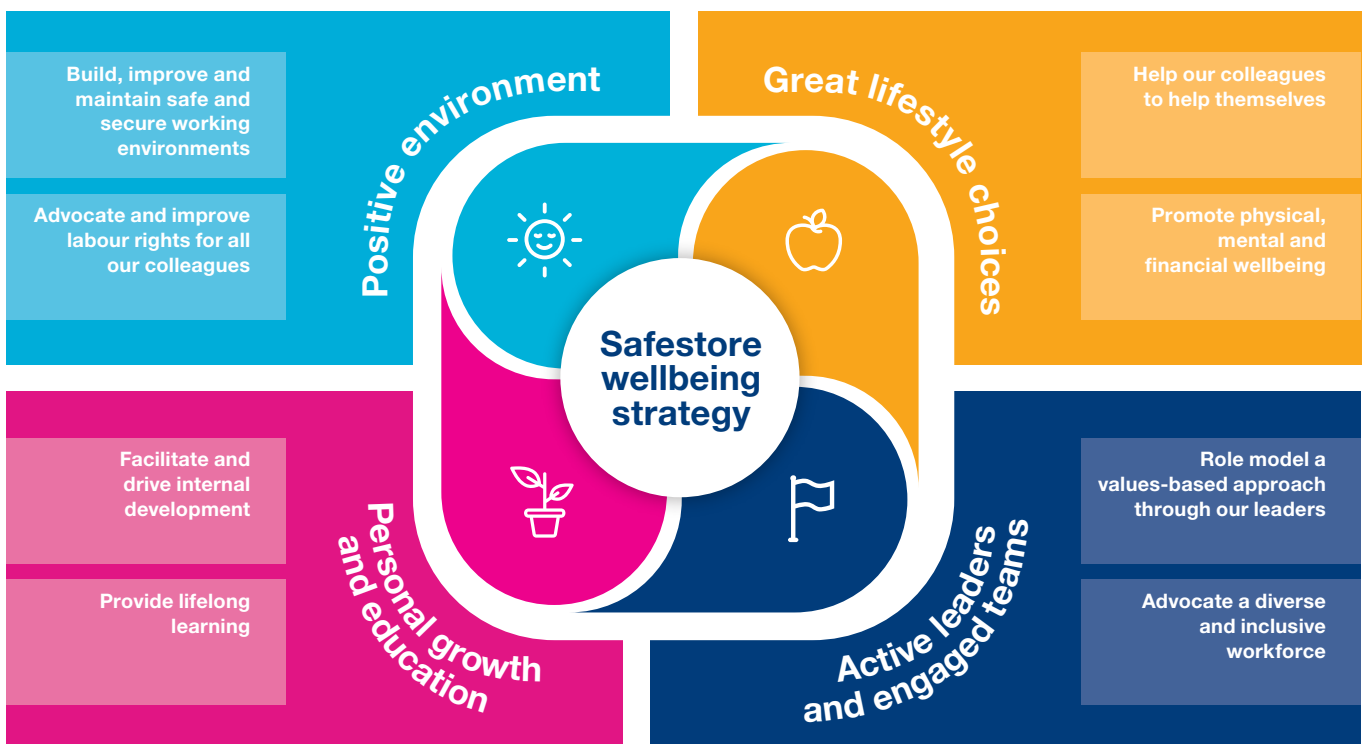 Positive environment
Build, improve and
maintain safe and
secure working
environments
Advocate and improve
labour rights for all
our colleagues
Great lifestyle choices
Help our colleagues
to help themselves
Promote physical,
mental and
financial wellbeing
Safestore
wellbeing
strategy
Personal growth
and education
Facilitate and
drive internal
development
Provide lifelong
learning
Active leaders
and engaged teams
Role model a
values-based approach
through our leaders
Advocate a diverse
and inclusive
workforce